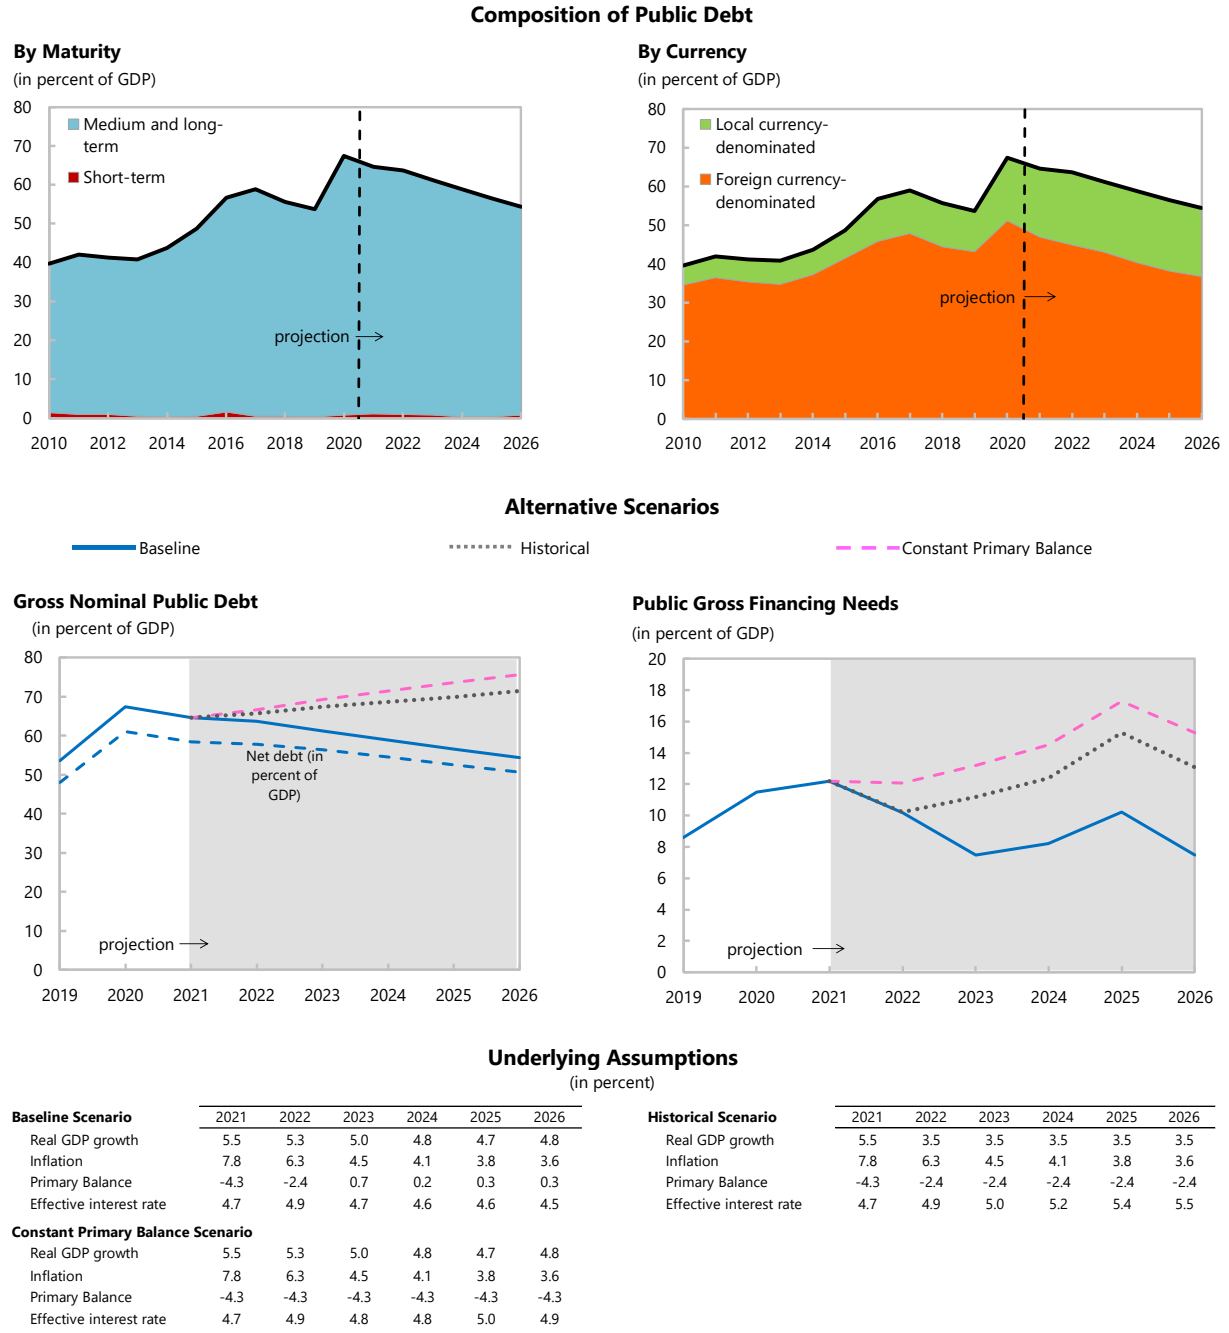 Composition of Public Debt
By Maturity
(in percent of GDP)
80
70
60
50
40
30
20
10
0
Medium and long-
term
Short-term
projection
2010 2012 2014 2016 2018 2020 2022 2024 2026
By Currency
(in percent of GDP)
80
70
60
50
40
30
20
10
0
Local currency-
denominated
Foreign currency-
denominated
projection
2010 2012 2014 2016 2018 2020 2022 2024 2026
Alternative Scenarios
Baseline Historical Constant Primary Balance
Gross Nominal Public Debt
(in percent of GDP)
80
70
60
50
40
30
20
10
0
Net debt (in
percent of
GDP)
projection
2019 2020 2021 2022 2023 2024 2025 2026
Public Gross Financing Needs
(in percent of GDP)
20
18
16
14
12
10
8
6
4
2
0
projection
2019 2020 2021 2022 2023 2024 2025 2026
Underlying Assumptions
(in percent)
Baseline Scenario 2021 2022 2023 2024 2025 2026
Real GDP growth 5.5 5.3 5.0 4.8 4.7 4.8
Inflation 7.8 6.3 4.5 4.1 3.8 3.6
Primary Balance -4.3 -2.4 0.7 0.2 0.3 0.3
Effective interest rate 4.7 4.9 4.7 4.6 4.6 4.5
Constant Primary Balance Scenario
Real GDP growth 5.5 5.3 5.0 4.8 4.7 4.8
Inflation 7.8 6.3 4.5 4.1 3.8 3.6
Primary Balance -4.3 -4.3 -4.3 -4.3 -4.3 -4.3
Effective interest rate 4.7 4.9 4.8 4.8 5.0 4.9
Historical Scenario 2021 2022 2023 2024 2025 2026
Real GDP growth 5.5 3.5 3.5 3.5 3.5 3.5
Inflation 7.8 6.3 4.5 4.1 3.8 3.6
Primary Balance -4.3 -2.4 -2.4 -2.4 -2.4 -2.4
Effective interest rate 4.7 4.9 5.0 5.2 5.4 5.5